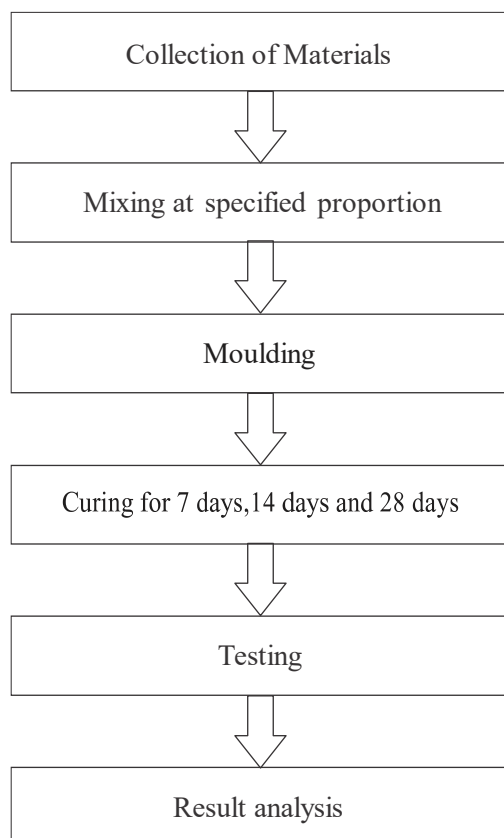 Collection of Materials
Mixing at specified proportion
Moulding
Curing for 7 days,14 days and 28 days
Testing
Result analysis